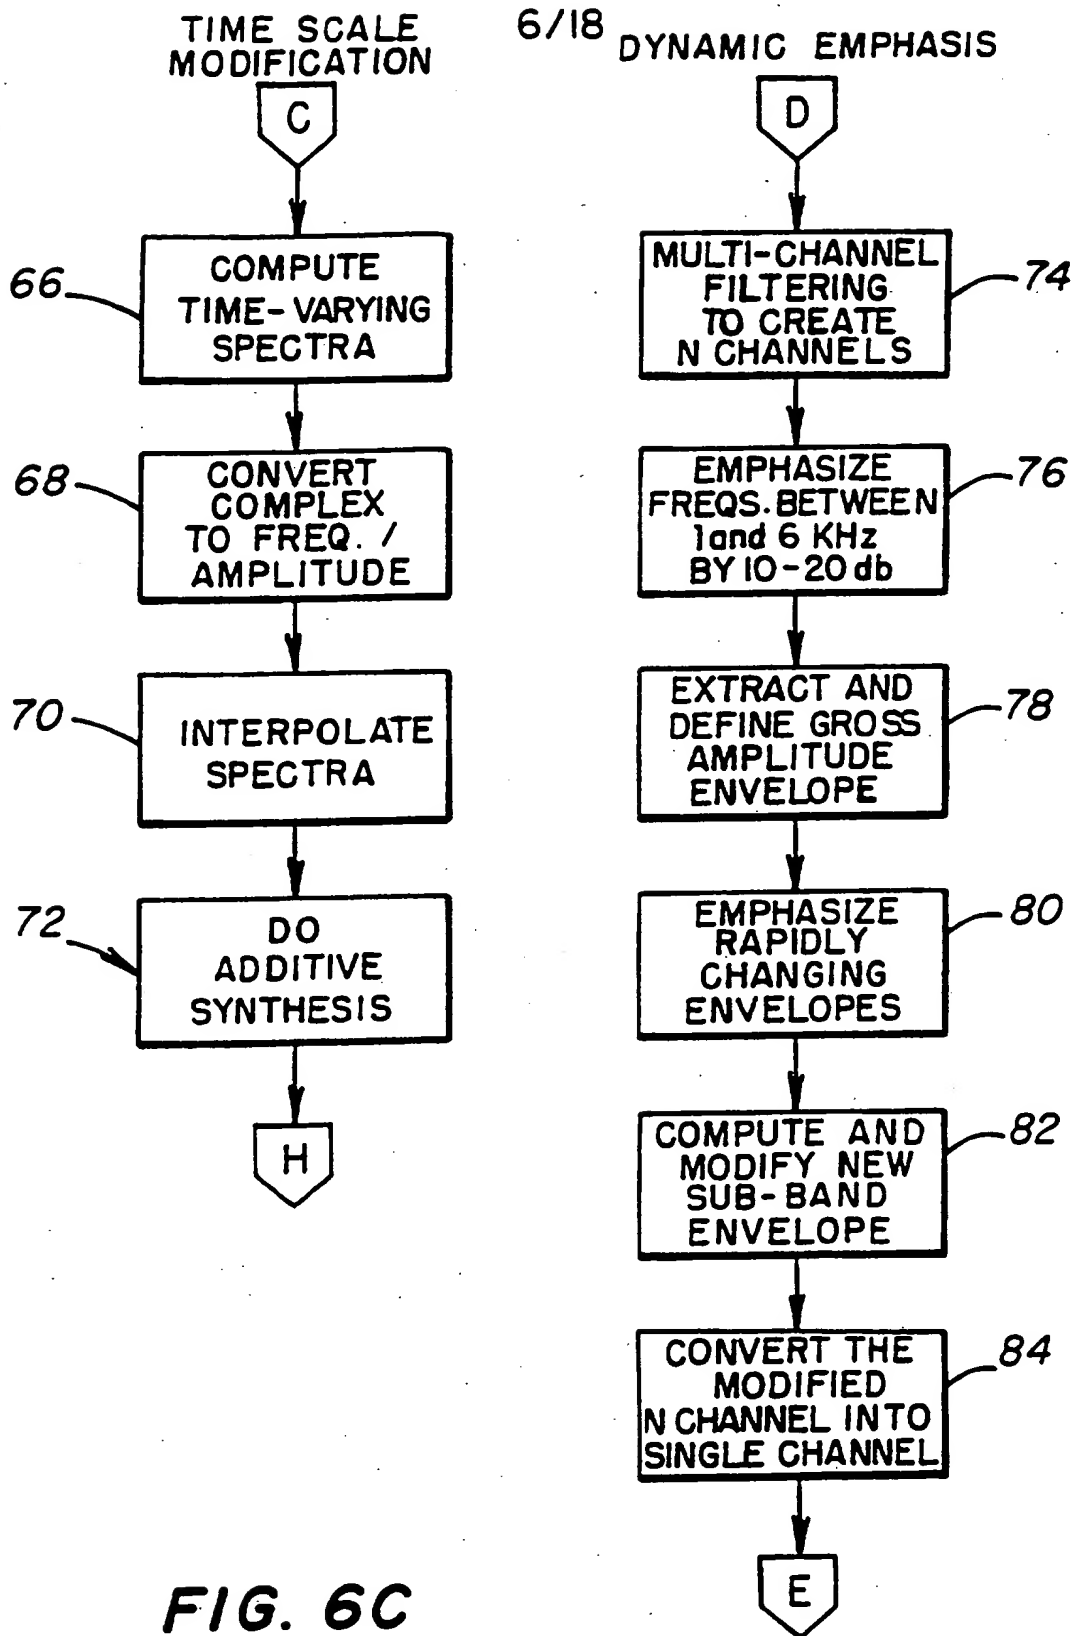 6/18
TIME SCALE
MODIFICATION
C
66
COMPUTE
TIME-VARYING
SPECTRA
68
CONVERT
COMPLEX
TO FREQ. /
AMPLITUDE
70
INTERPOLATE
SPECTRA
72
DO
ADDITIVE
SYNTHESIS
H
DYNAMIC EMPHASIS
D
MULTI-CHANNEL
FILTERING
TO CREATE
N CHANNELS
74
EMPHASIZE
FREQS. BETWEEN
1 and 6 KHz
BY 10-20 db
76
EXTRACT AND
DEFINE GROSS
AMPLITUDE
ENVELOPE
78
EMPHASIZE
RAPIDLY
CHANGING
ENVELOPES
80
COMPUTE AND
MODIFY NEW
SUB-BAND
ENVELOPE
82
CONVERT THE
MODIFIED
N CHANNEL INTO
SINGLE CHANNEL
84
E
FIG. 6C